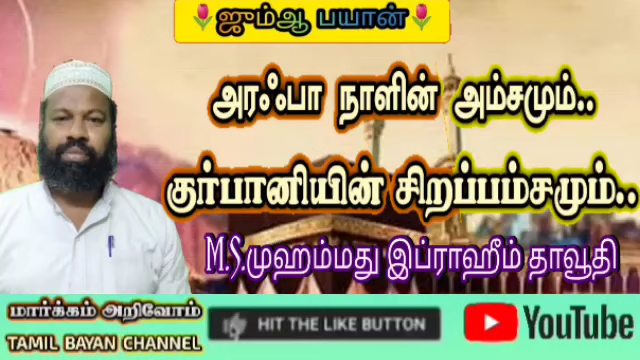 🌷ஜும்ஆ பயான்🌷
அரஃபா நாளின் அம்சமும்..
குர்பானியின் சிறப்பம்சமும்..
M.S.முஹம்மது இப்ராஹீம் தாவூதி
மார்க்கம் அறிவோம்
TAMIL BAYAN CHANNEL
HIT THE LIKE BUTTON
YouTube